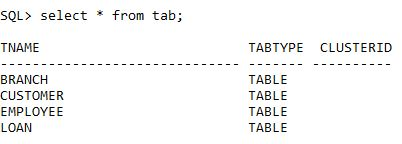 SQL> select * from tab;
TNAME TABTYPE CLUSTERID
------------------------------ ------- ----------
BRANCH TABLE
CUSTOMER TABLE
EMPLOYEE TABLE
LOAN TABLE